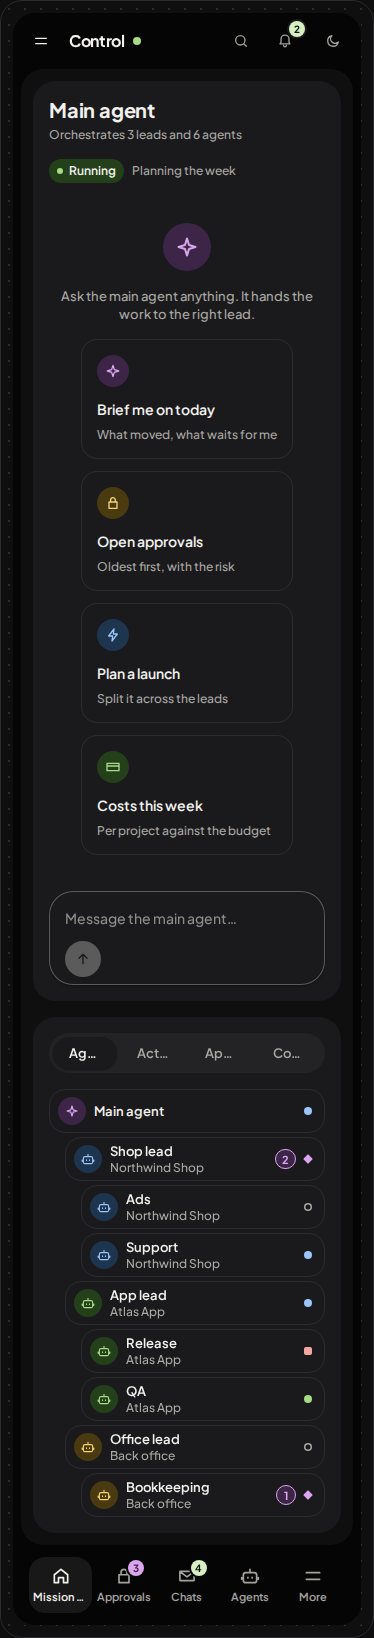 Control
2
Main agent
Orchestrates 3 leads and 6 agents
Running
Planning the week
Ask the main agent anything. It hands the
work to the right lead.
Brief me on today
What moved, what waits for me
Open approvals
Oldest first, with the risk
Plan a launch
Split it across the leads
Costs this week
Per project against the budget
Message the main agent...
Ag...
Act...
Ap...
Co...
Main agent
Shop lead
Northwind Shop
2
Ads
Northwind Shop
Support
Northwind Shop
App lead
Atlas App
Release
Atlas App
QA
Atlas App
Office lead
Back office
Bookkeeping
Back office
1
Mission ...
3
Approvals
4
Chats
Agents
More